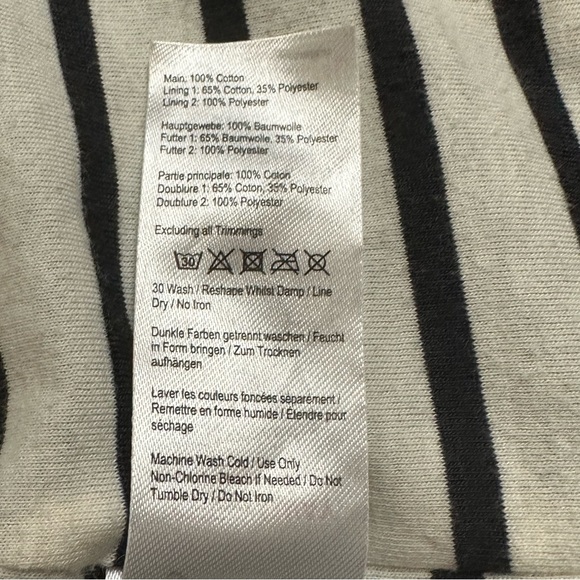 Main: 100% Cotton
Lining 1: 65% Cotton, 35% Polyester
Lining 2: 100% Polyester
Hauptgewebe: 100% Baumwolle
Futter 1: 65% Baumwolle, 35% Polyester
Futter 2: 100% Polyester
Partie principale: 100% Coton
Doublure 1: 65% Coton, 35% Polyester
Doublure 2: 100% Polyester
Excluding all Trimmings
30
30 Wash / Reshape Whilst Damp / Line
Dry / No Iron
Dunkle Farben getrennt waschen / Feucht
in Form bringen / Zum Trocknen
aufhängen
Laver les couleurs foncées séparément /
Remettre en forme humide / Étendre pour
séchage
Machine Wash Cold / Use Only
Non-Chlorine Bleach If Needed / Do Not
Tumble Dry / Do Not Iron